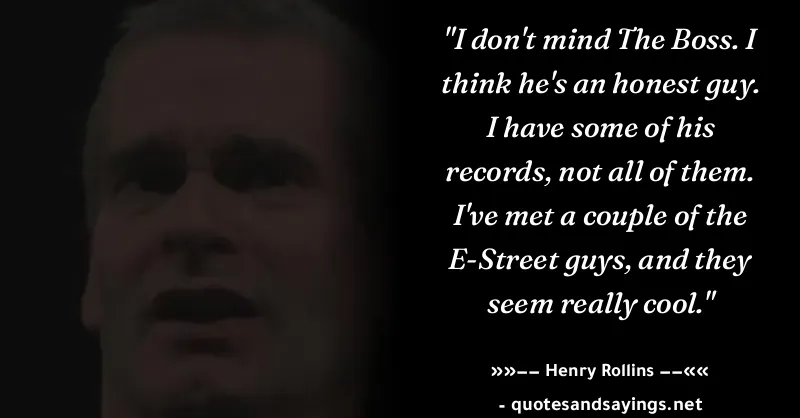 "I don't mind The Boss. I
think he's an honest guy.
I have some of his
records, not all of them.
I've met a couple of the
E-Street guys, and they
seem really cool."
»»−− Henry Rollins −−««
- quotesandsayings.net